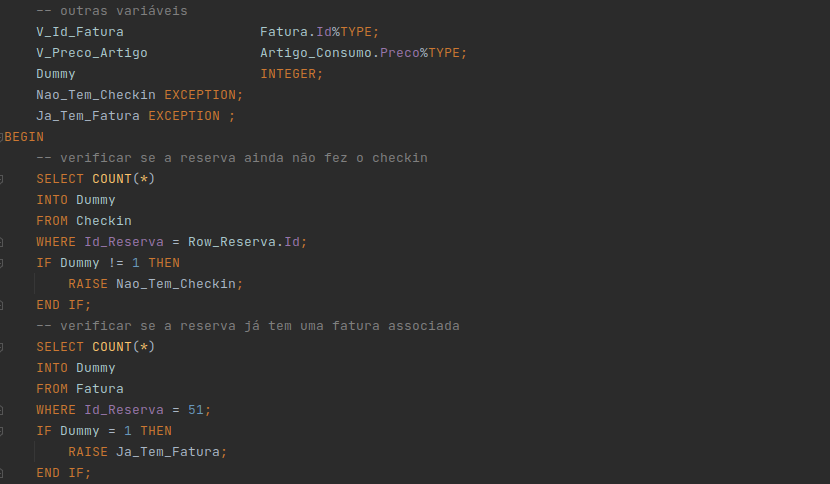 -- outras variáveis
V_Id_Fatura Fatura.Id%TYPE;
V_Preco_Artigo Artigo_Consumo.Preco%TYPE;
Dummy INTEGER;
Nao_Tem_Checkin EXCEPTION;
Ja_Tem_Fatura EXCEPTION ;
BEGIN
-- verificar se a reserva ainda não fez o checkin
SELECT COUNT(*)
INTO Dummy
FROM Checkin
WHERE Id_Reserva = Row_Reserva.Id;
IF Dummy != 1 THEN
RAISE Nao_Tem_Checkin;
END IF;
-- verificar se a reserva já tem uma fatura associada
SELECT COUNT(*)
INTO Dummy
FROM Fatura
WHERE Id_Reserva = 51;
IF Dummy = 1 THEN
RAISE Ja_Tem_Fatura;
END IF;